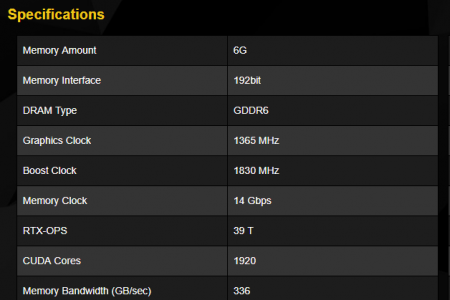 Specifications
Memory Amount 6G
Memory Interface 192bit
DRAM Type GDDR6
Graphics Clock 1365 MHz
Boost Clock 1830 MHz
Memory Clock 14 Gbps
RTX-OPS 39 T
CUDA Cores 1920
Memory Bandwidth (GB/sec) 336